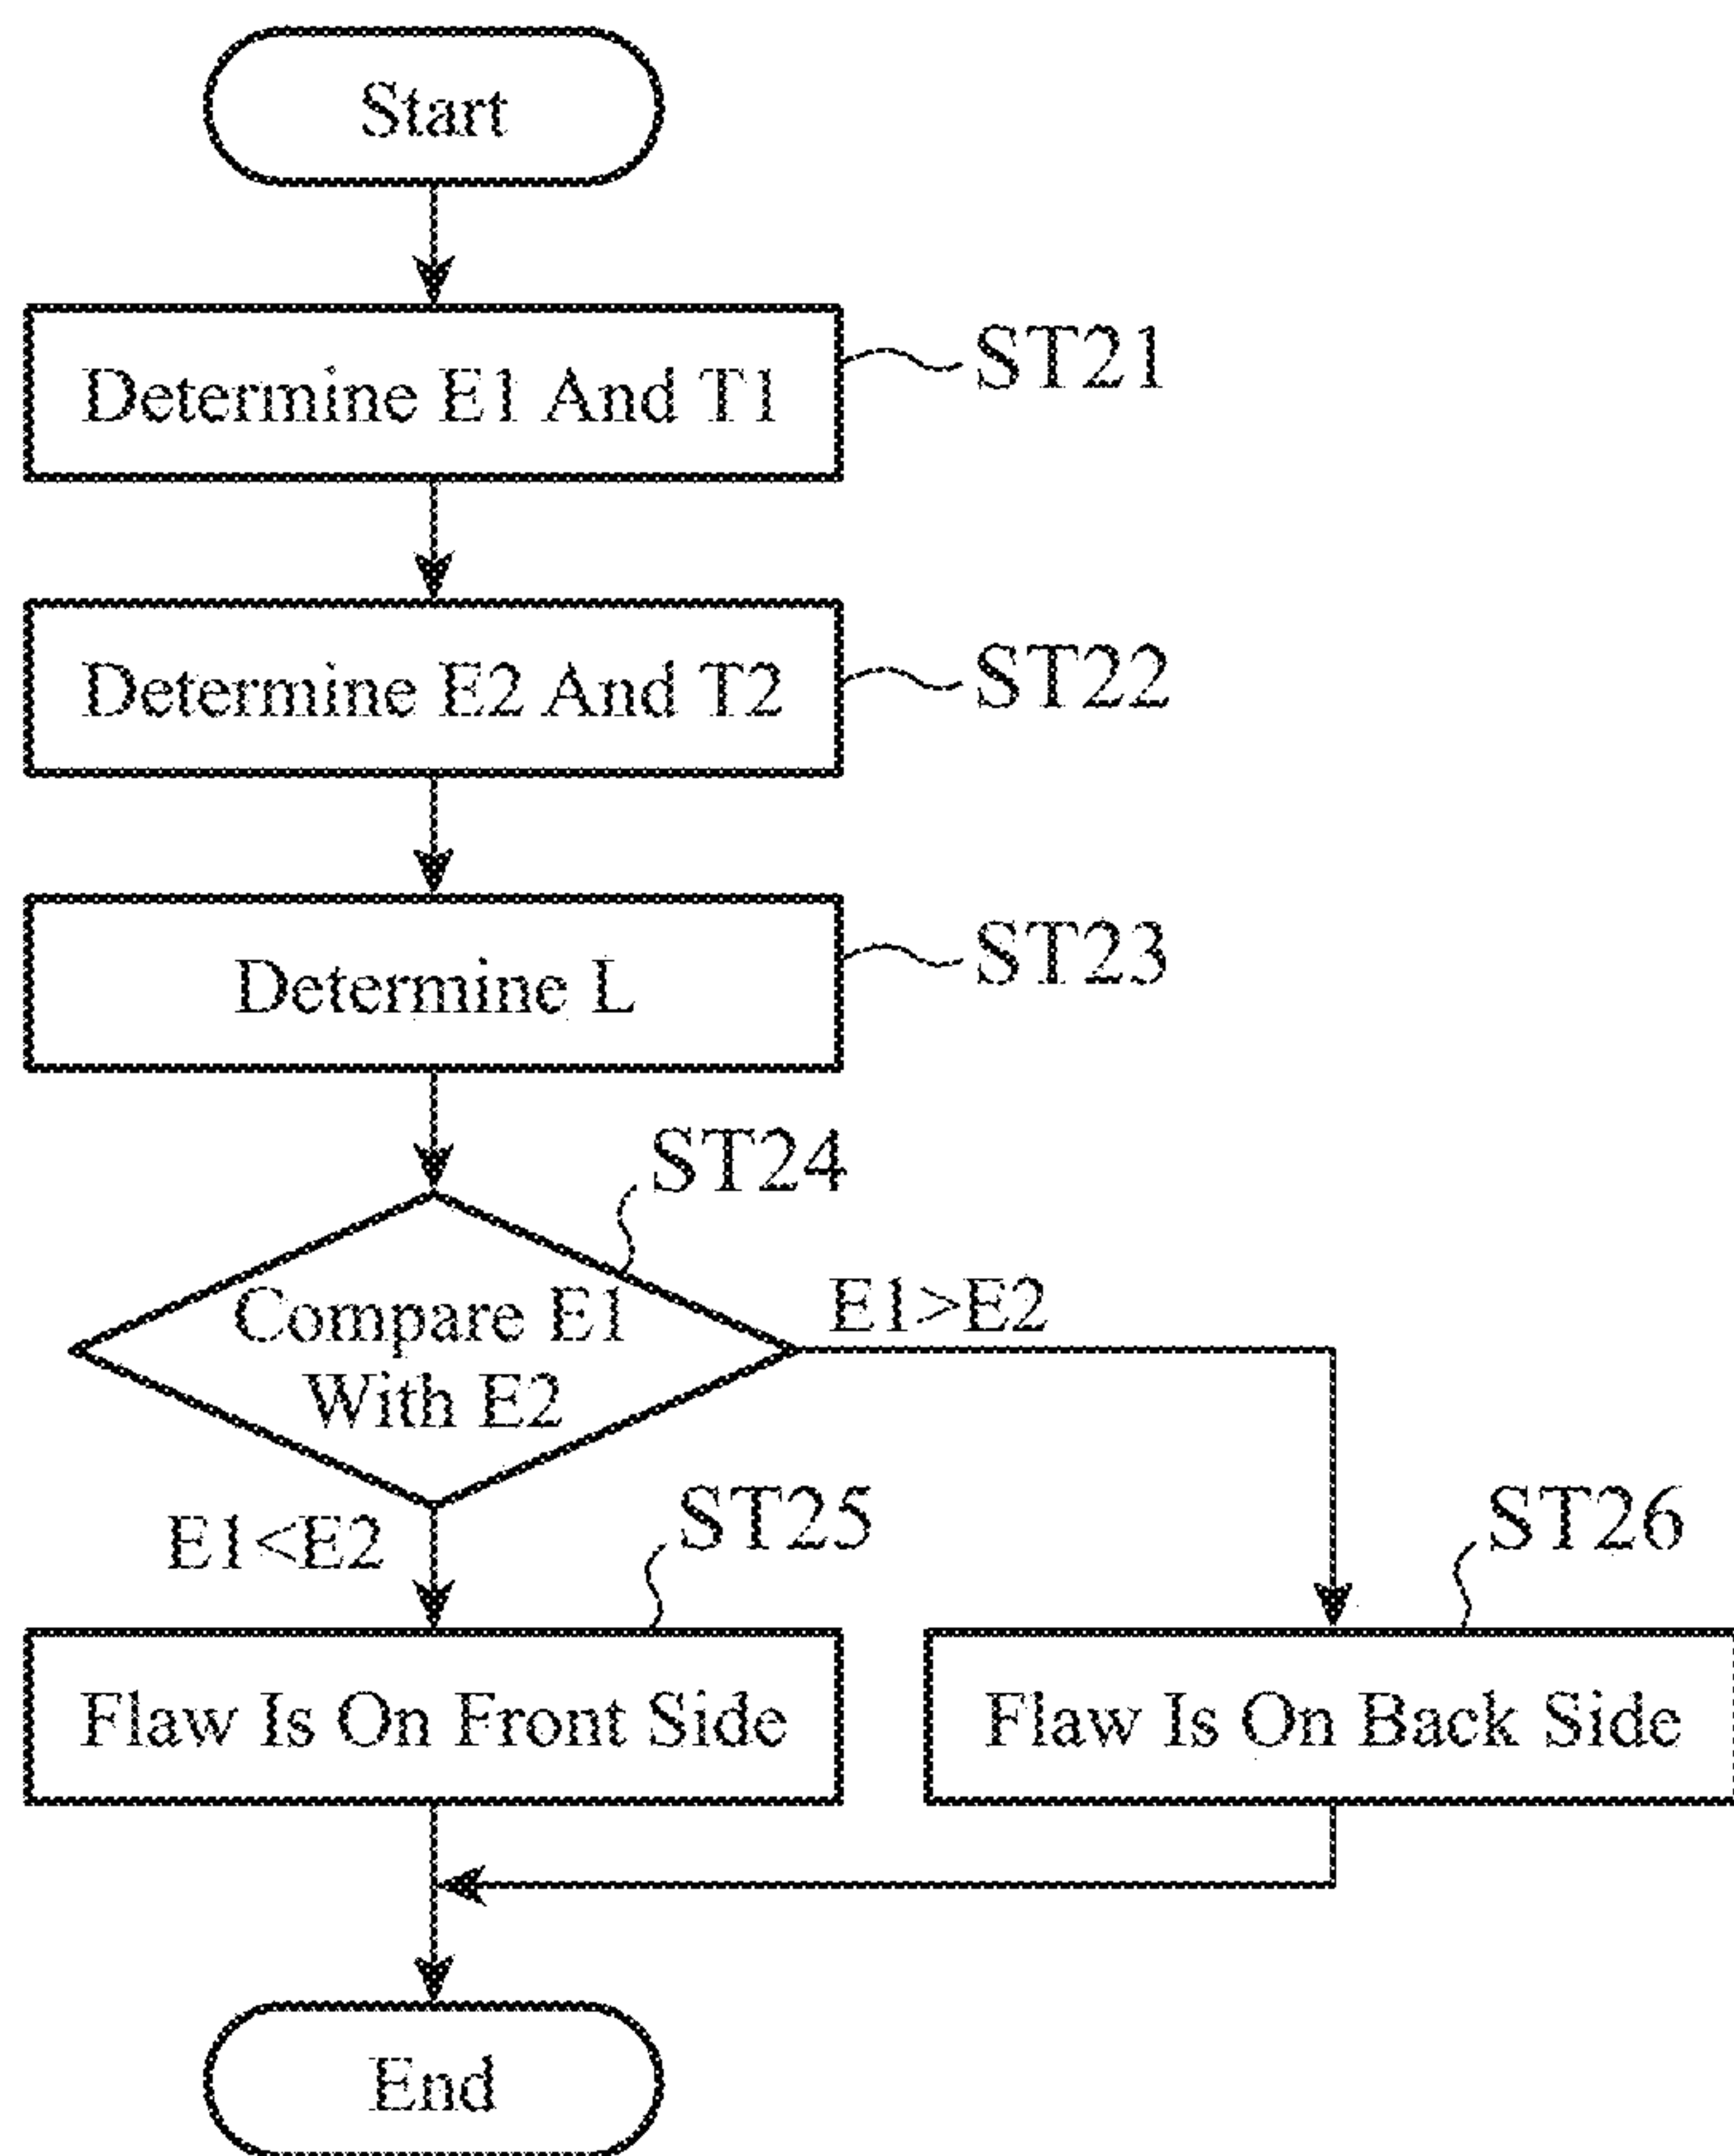 Start
Determine E1 And T1
ST21
Determine E2 And T2
ST22
Determine L
ST23
ST24
Compare E1
With E2
E1>E2
E1<E2
ST25
ST26
Flaw Is On Front Side
Flaw Is On Back Side
End